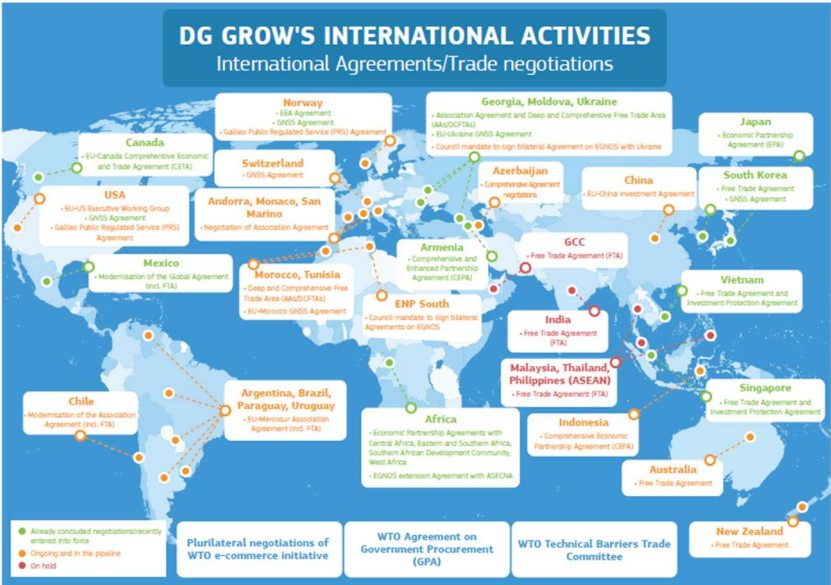 DG GROW'S INTERNATIONAL ACTIVITIES
International Agreements/Trade negotiations
Norway
• EEA Agreement
• GNSS Agreement
• Galileo Public Regulated Service (PRS) Agreement
Georgia, Moldova, Ukraine
• Association Agreement and Deep and Comprehensive Free Trade Area
(AAs/DCFTAs)
• EU-Ukraine GNSS Agreement
• Council mandate to sign bilateral Agreement on EGNOS with Ukraine
Japan
• Economic Partnership
Agreement (EPA)
Canada
• EU-Canada Comprehensive Economic
and Trade Agreement (CETA)
Switzerland
• GNSS Agreement
Azerbaijan
• Comprehensive Agreement
negotiations
China
• EU-China Investment Agreement
South Korea
• Free Trade Agreement
• GNSS Agreement
USA
• EU-US Executive Working Group
• GNSS Agreement
• Galileo Public Regulated Service (PRS)
Agreement
Andorra, Monaco, San
Marino
• Negotiation of Association Agreement
Armenia
• Comprehensive and
Enhanced Partnership
Agreement (CEPA)
GCC
• Free Trade Agreement (FTA)
Mexico
• Modernisation of the Global Agreement
(incl. FTA)
Morocco, Tunisia
• Deep and Comprehensive Free
Trade Area (AAs/DCFTAs)
• EU-Morocco GNSS Agreement
ENP South
• Council mandate to sign bilateral
Agreements on EGNOS
Vietnam
• Free Trade Agreement and
Investment Protection Agreement
India
• Free Trade Agreement
(FTA)
Malaysia, Thailand,
Philippines (ASEAN)
• Free Trade Agreement (FTA)
Singapore
• Free Trade Agreement and
Investment Protection Agreement
Chile
• Modernisation of the Association
Agreement (incl. FTA)
Argentina, Brazil,
Paraguay, Uruguay
• EU-Mercosur Association
Agreement (incl. FTA)
Africa
• Economic Partnership Agreements with
Central Africa, Eastern and Southern Africa,
Southern African Development Community,
West Africa
• EGNOS extension Agreement with ASECNA
Indonesia
• Comprehensive Economic
Partnership Agreement (CEPA)
Australia
• Free Trade Agreement
New Zealand
• Free Trade Agreement
Already concluded negotiations/recently
entered into force
Ongoing and in the pipeline
On hold
Plurilateral negotiations of
WTO e-commerce initiative
WTO Agreement on
Government Procurement
(GPA)
WTO Technical Barriers Trade
Committee